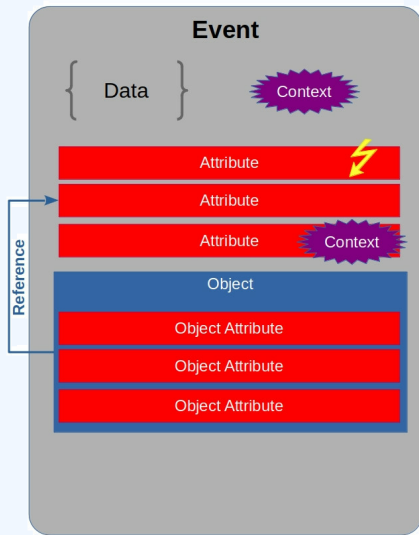 Event
{ Data }
Context
Attribute
Attribute
Attribute
Context
Reference
Object
Object Attribute
Object Attribute
Object Attribute